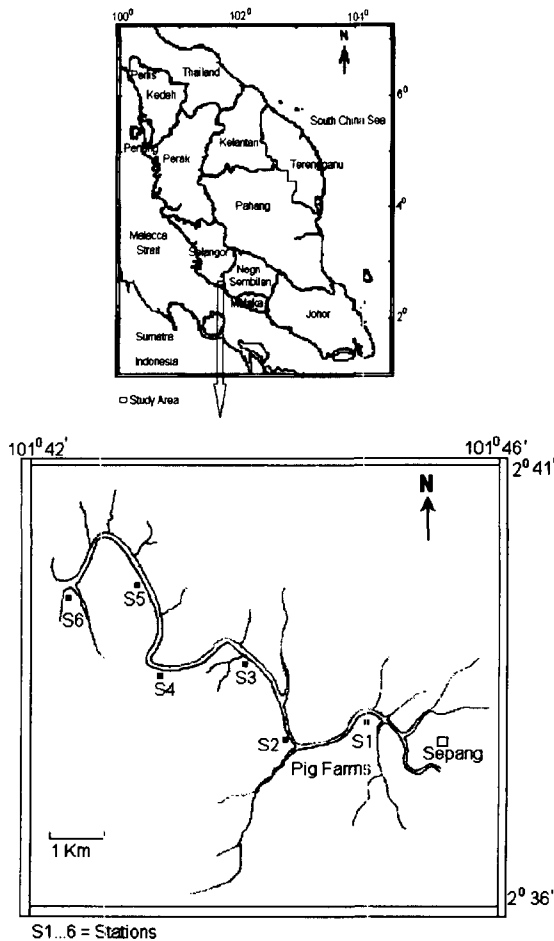 100° 102° 104°
N
Thailand
Perlis
Kedah
6°
South China Sea
Penang
Perak
Kelantan
Terengganu
Pahang
4°
Malacca
Strait
Selangor
Negri
Sembilan
Melaka
Johor
2°
Sumatra
Indonesia
Study Area
101° 42' 101° 46'
2° 41'
N
S5
S6
S3
S4
S2
S1
Sepang
Pig Farms
1 Km
2° 36'
S1...6 = Stations